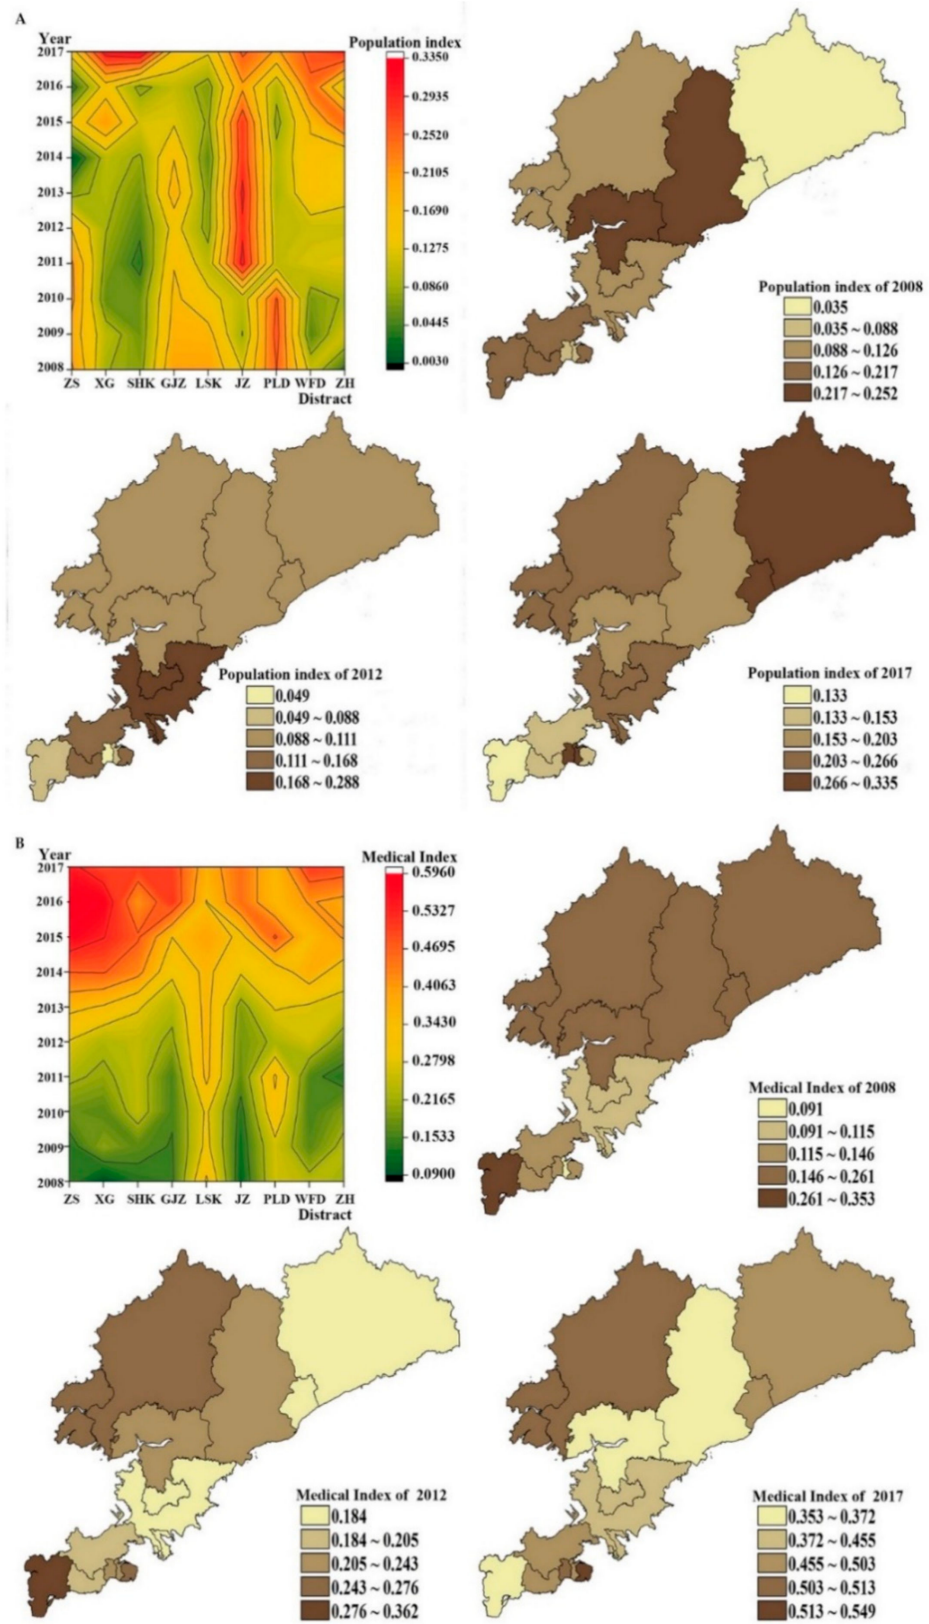 A
Year
Population index
2017
2016
2015
2014
2013
2012
2011
2010
2009
2008
0.3350
0.2935
0.2520
0.2105
0.1690
0.1275
0.0860
0.0445
0.0030
ZS XG SHK GJZ LSK JZ PLD WFD ZH
Distract
Population index of 2008
0.035
0.035 ~ 0.088
0.088 ~ 0.126
0.126 ~ 0.217
0.217 ~ 0.252
Population index of 2012
0.049
0.049 ~ 0.088
0.088 ~ 0.111
0.111 ~ 0.168
0.168 ~ 0.288
Population index of 2017
0.133
0.133 ~ 0.153
0.153 ~ 0.203
0.203 ~ 0.266
0.266 ~ 0.335
B
Year
Medical Index
2017
2016
2015
2014
2013
2012
2011
2010
2009
2008
0.5960
0.5327
0.4695
0.4063
0.3430
0.2798
0.2165
0.1533
0.0900
ZS XG SHK GJZ LSK JZ PLD WFD ZH
Distract
Medical Index of 2008
0.091
0.091 ~ 0.115
0.115 ~ 0.146
0.146 ~ 0.261
0.261 ~ 0.353
Medical Index of 2012
0.184
0.184 ~ 0.205
0.205 ~ 0.243
0.243 ~ 0.276
0.276 ~ 0.362
Medical Index of 2017
0.353 ~ 0.372
0.372 ~ 0.455
0.455 ~ 0.503
0.503 ~ 0.513
0.513 ~ 0.549